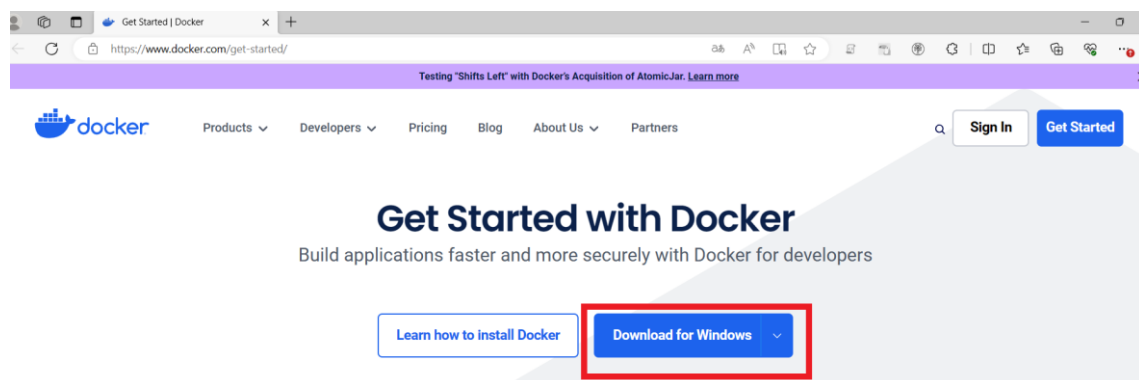 Get Started | Docker
https://www.docker.com/get-started/
Testing "Shifts Left" with Docker's Acquisition of AtomicJar. Learn more
docker Products Developers Pricing Blog About Us Partners Sign In Get Started
Get Started with Docker
Build applications faster and more securely with Docker for developers
Learn how to install Docker Download for Windows